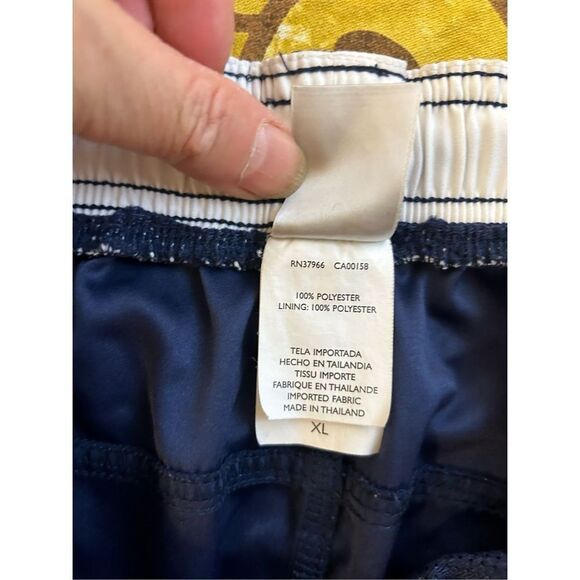 RN37966 CA00158
100% POLYESTER
LINING: 100% POLYESTER
TELA IMPORTADA
HECHO EN TAILANDIA
TISSU IMPORTE
FABRIQUE EN THAILANDE
IMPORTED FABRIC
MADE IN THAILAND
XL